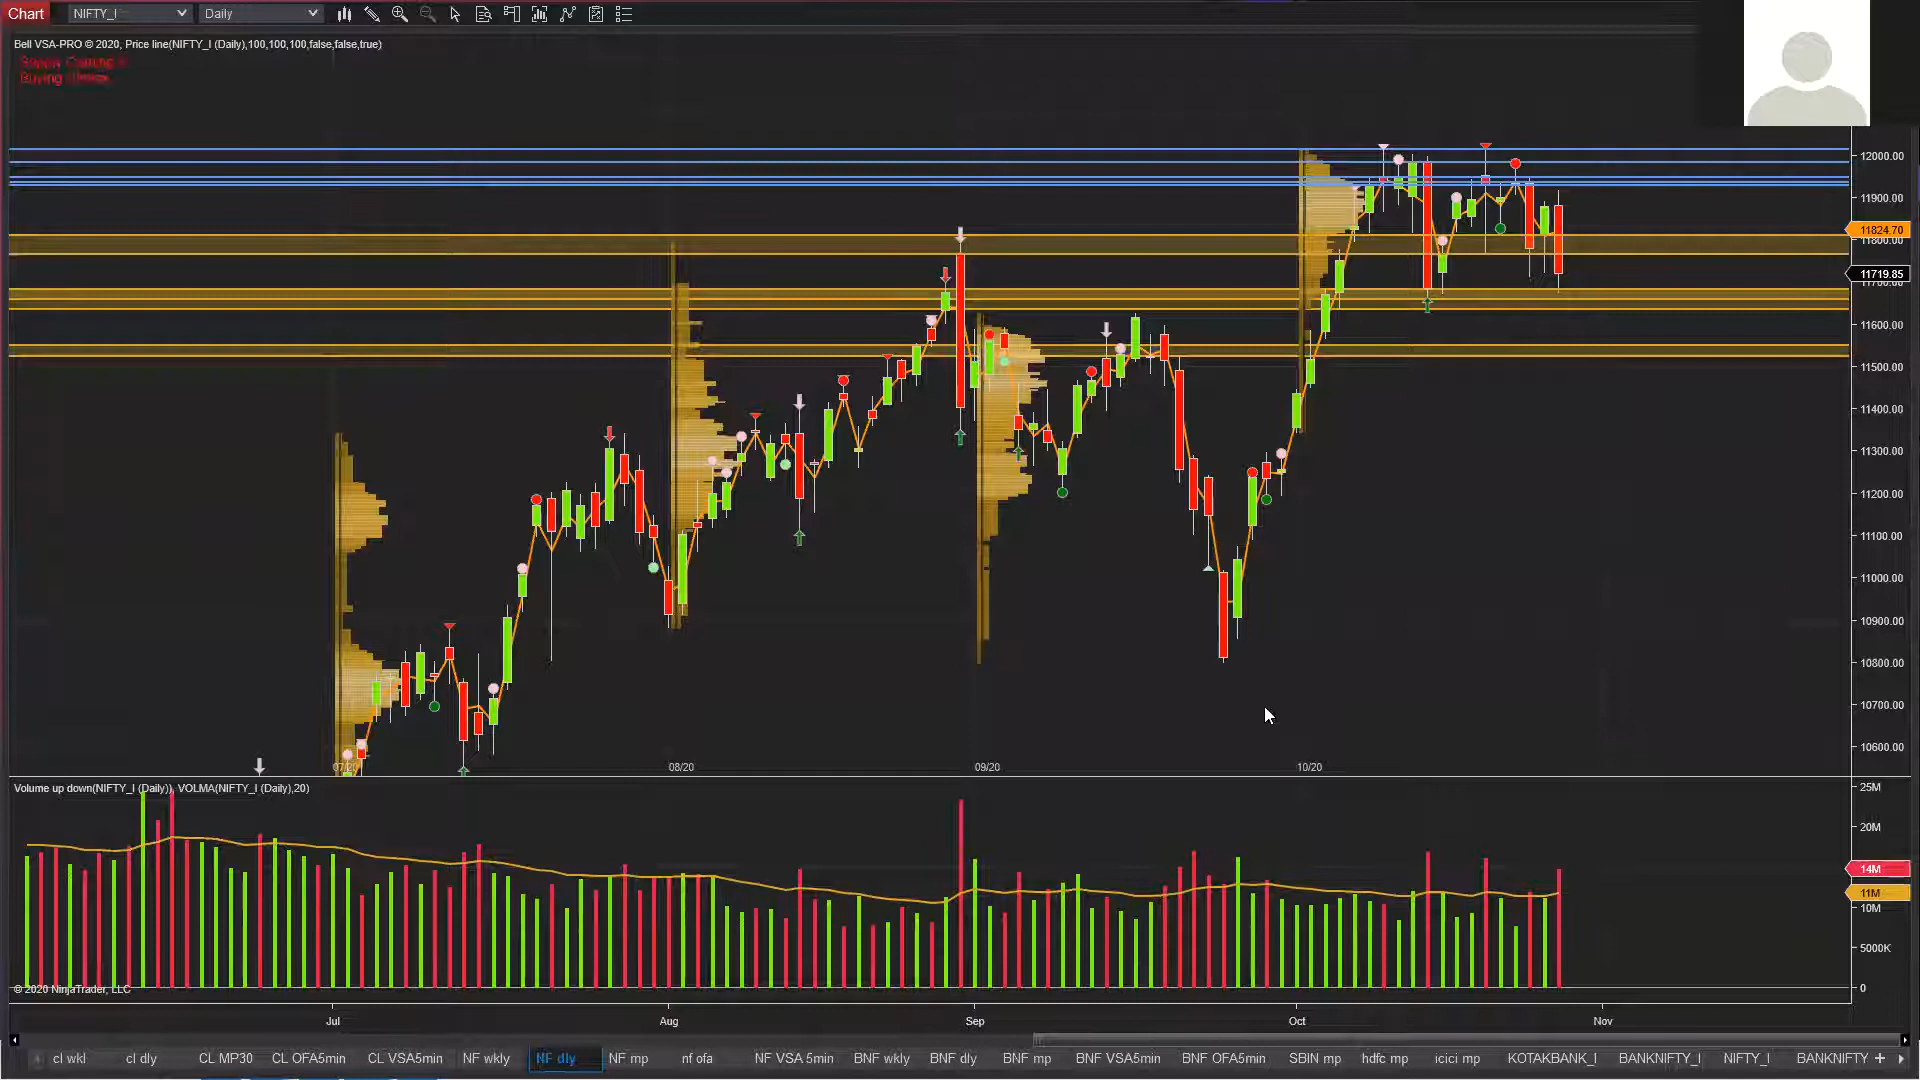 Chart NIFTY_I Daily
Bell VSA-PRO © 2020, Price line(NIFTY_I (Daily),100,100,100,false,false,true)
12000.00
11900.00
11824.70
11800.00
11719.85
11700.00
11600.00
11500.00
11400.00
11300.00
11200.00
11100.00
11000.00
10900.00
10800.00
10700.00
10600.00
07/20 08/20 09/20 10/20
Volume up down(NIFTY_I (Daily)), VOLMA(NIFTY_I (Daily),20)
25M
20M
14M
11M
10M
5000K
0
© 2020 NinjaTrader, LLC
Jul Aug Sep Oct Nov
cl wkl cl dly CL MP30 CL OFA5min CL VSA5min NF wkly NF dly NF mp nf ofa NF VSA 5min BNF wkly BNF dly BNF mp BNF VSA5min BNF OFA5min SBIN mp hdfc mp icici mp KOTAKBANK_I BANKNIFTY_I NIFTY_I BANKNIFTY +